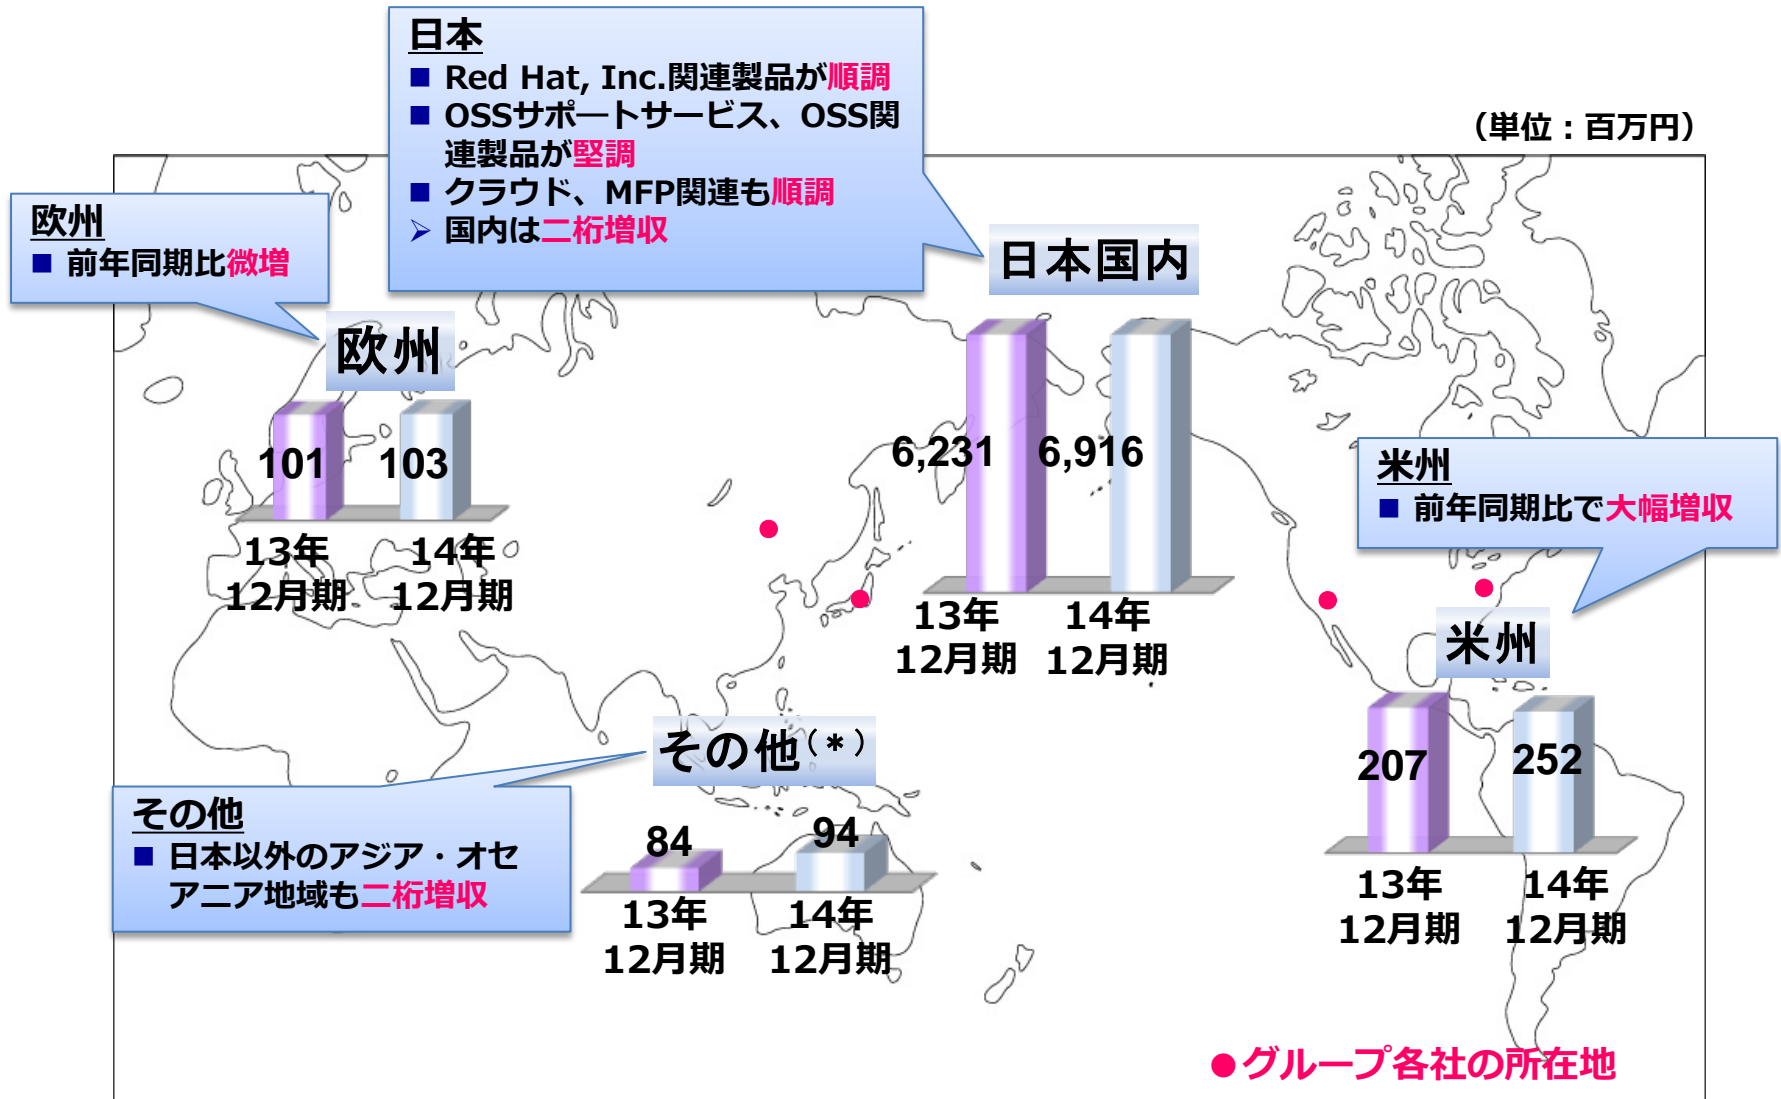 日本
■ Red Hat, Inc.関連製品が順調
■ OSSサポートサービス、OSS関
連製品が堅調
■ クラウド、MFP関連も順調
➢ 国内は二桁増収
（単位：百万円）
欧州
■ 前年同期比微増
日本国内
欧州
6,231 6,916
101 103
米州
■ 前年同期比で大幅増収
13年
12月期
14年
12月期
13年
12月期
14年
12月期
米州
その他(*)
207 252
その他
■ 日本以外のアジア・オセ
アニア地域も二桁増収
84 94
13年
12月期
14年
12月期
13年
12月期
14年
12月期
●グループ各社の所在地